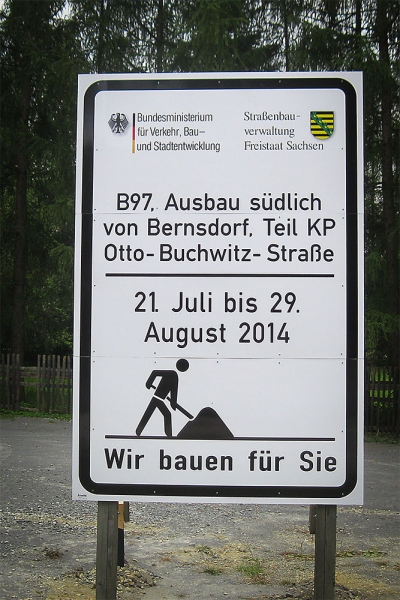 Bundesministerium
für Verkehr, Bau-
und Stadtentwicklung
Straßenbau-
verwaltung
Freistaat Sachsen
B97, Ausbau südlich
von Bernsdorf, Teil KP
Otto-Buchwitz-Straße
21. Juli bis 29.
August 2014
Wir bauen für Sie